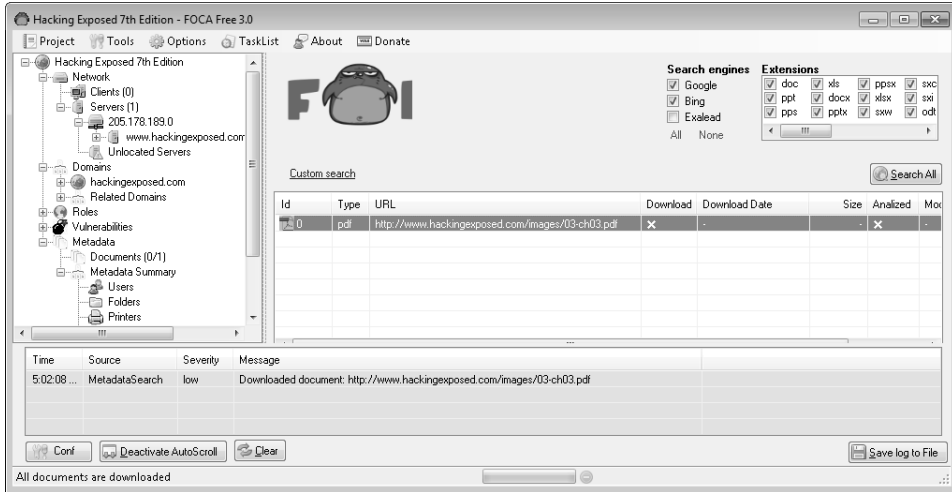 Hacking Exposed 7th Edition - FOCA Free 3.0
Project Tools Options TaskList About Donate
Hacking Exposed 7th Edition
Network
Clients (0)
Servers (1)
205.178.189.0
www.hackingexposed.com
Unlocated Servers
Domains
hackingexposed.com
Related Domains
Roles
Vulnerabilities
Metadata
Documents (0/1)
Metadata Summary
Users
Folders
Printers
Search engines
Google
Bing
Exalead
All None
Extensions
doc xls ppsx sxc
ppt docx xlsx sxi
pps pptx sxw odt
Custom search
Search All
Id Type URL Download Download Date Size Analized Moc
0 pdf http://www.hackingexposed.com/images/03-ch03.pdf × - - × -
Time Source Severity Message
5:02:08 ... MetadataSearch low Downloaded document: http://www.hackingexposed.com/images/03-ch03.pdf
Conf Deactivate AutoScroll Clear Save log to File
All documents are downloaded